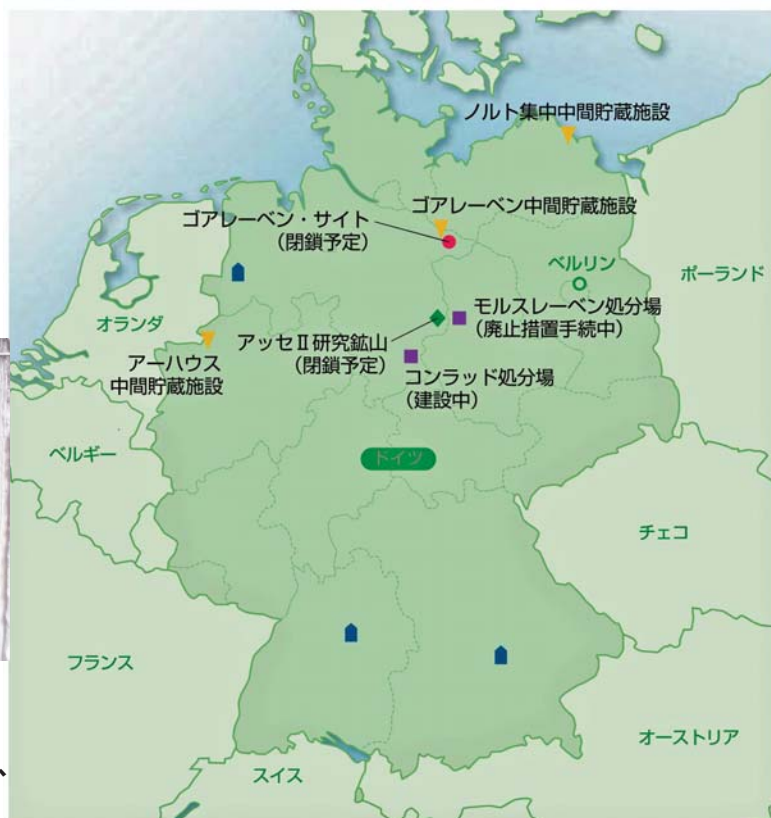 ノルト集中中間貯蔵施設
ゴアレーベン・サイト
(閉鎖予定)
ゴアレーベン中間貯蔵施設
ベルリン
ポーランド
オランダ
アーハウス
中間貯蔵施設
アッセⅡ研究鉱山
(閉鎖予定)
モルスレーベン処分場
(廃止措置手続中)
コンラッド処分場
(建設中)
ベルギー
ドイツ
チェコ
フランス
オーストリア
スイス
、